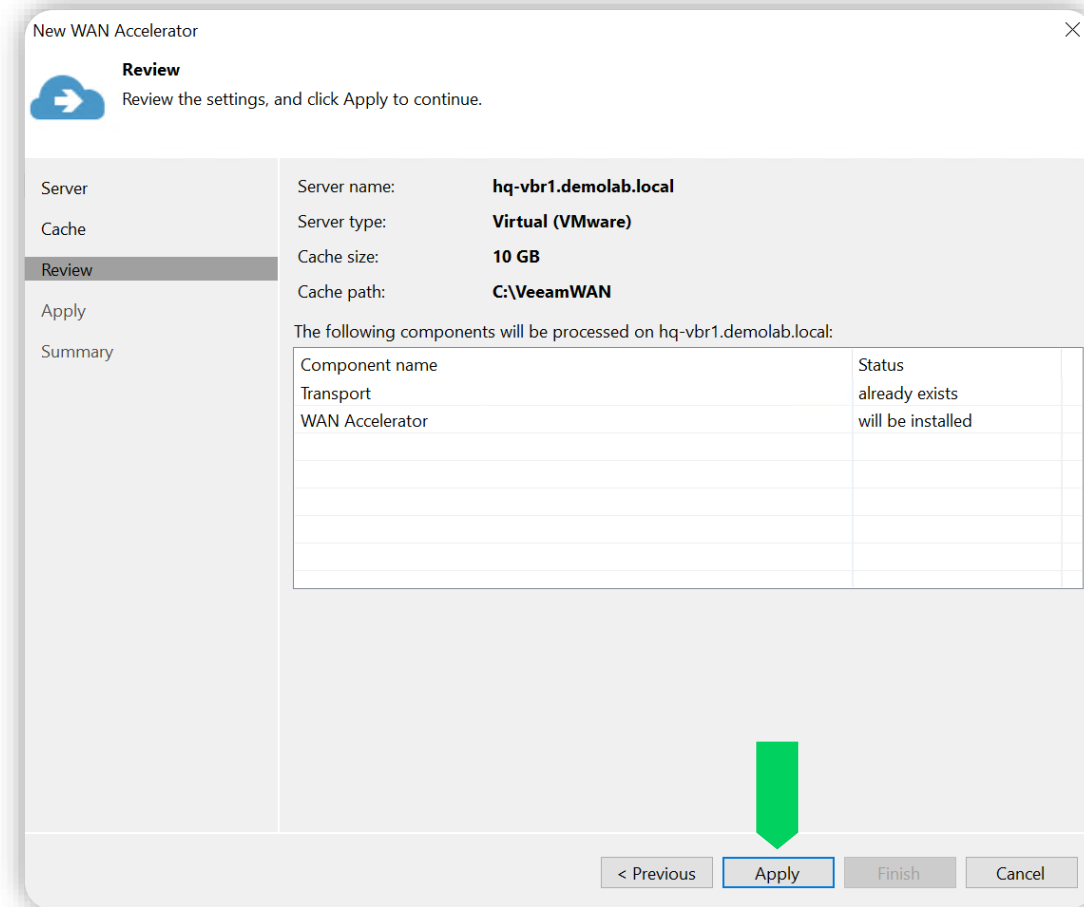 New WAN Accelerator
Review
Review the settings, and click Apply to continue.
Server
Cache
Review
Apply
Summary
Server name: hq-vbr1.demolab.local
Server type: Virtual (VMware)
Cache size: 10 GB
Cache path: C:\VeeamWAN
The following components will be processed on hq-vbr1.demolab.local:
Component name Status
Transport already exists
WAN Accelerator will be installed
< Previous Apply Finish Cancel